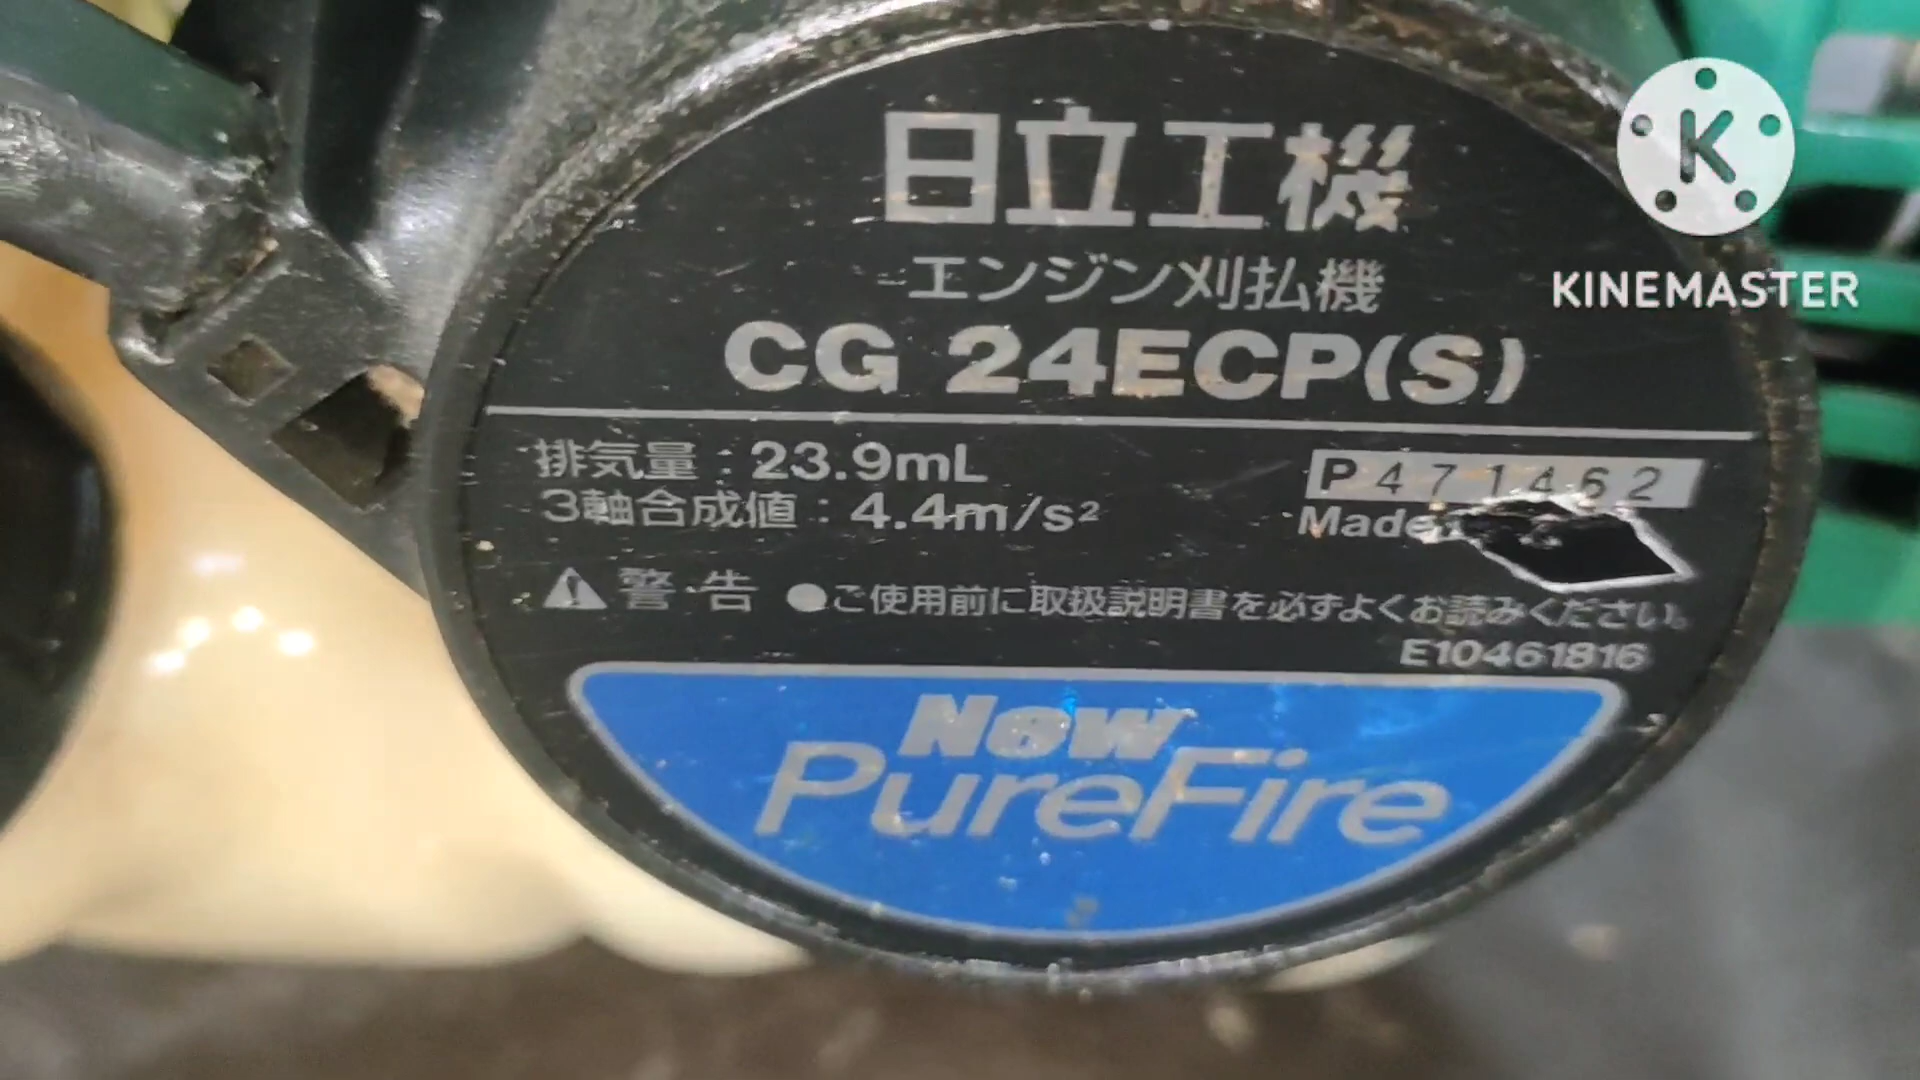 日立工機
エンジン刈払機
CG 24ECP(S)
排気量：23.9mL
3軸合成値：4.4m/s²
P471462
Made
⚠警告 ●ご使用前に取扱説明書を必ずよくお読みください。
E10461816
New
PureFire
K
KINEMASTER